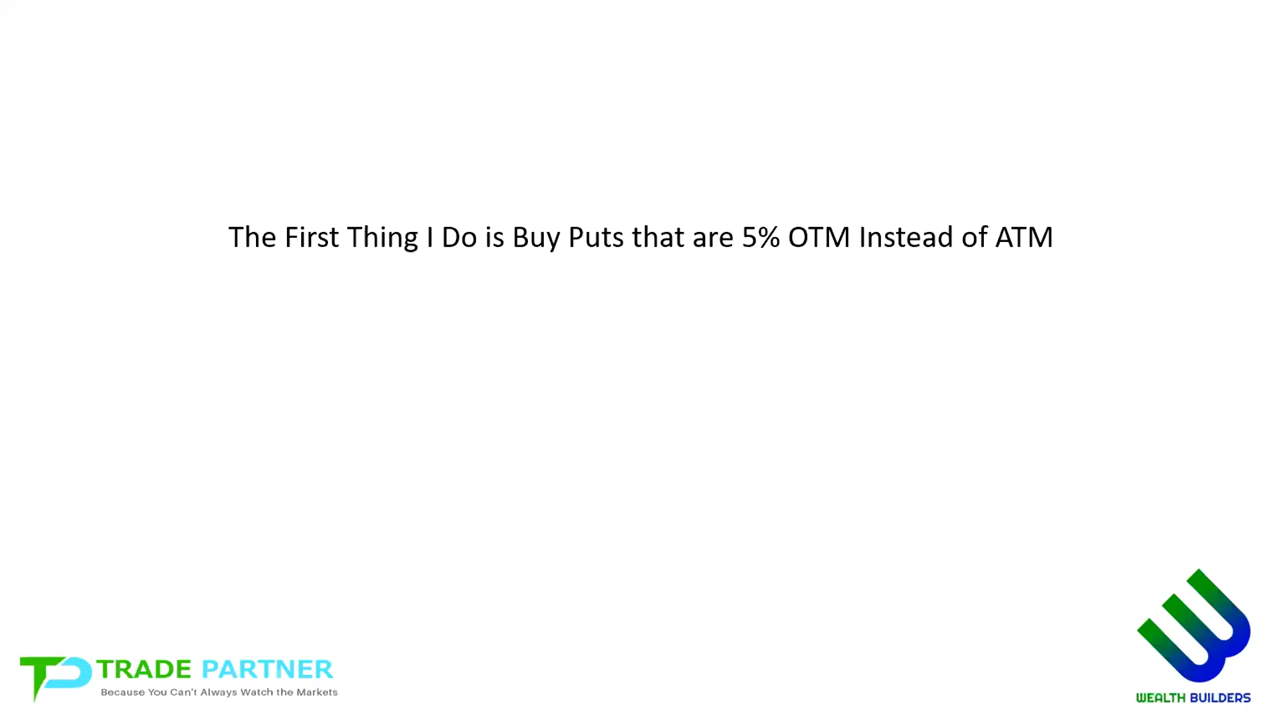 The First Thing I Do is Buy Puts that are 5% OTM Instead of ATM
TP TRADE PARTNER
Because You Can't Always Watch the Markets
WEALTH BUILDERS